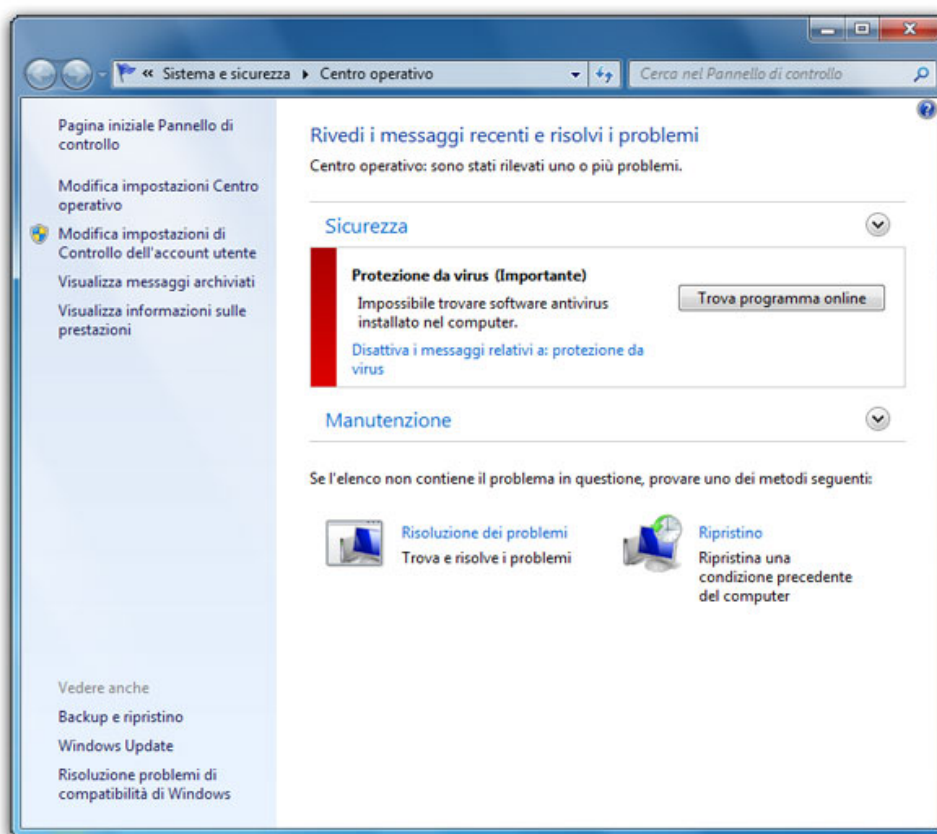 « Sistema e sicurezza ▸ Centro operativo
Cerca nel Pannello di controllo
Pagina iniziale Pannello di
controllo
Modifica impostazioni Centro
operativo
Modifica impostazioni di
Controllo dell'account utente
Visualizza messaggi archiviati
Visualizza informazioni sulle
prestazioni
Vedere anche
Backup e ripristino
Windows Update
Risoluzione problemi di
compatibilità di Windows
Rivedi i messaggi recenti e risolvi i problemi
Centro operativo: sono stati rilevati uno o più problemi.
Sicurezza
Protezione da virus (Importante)
Impossibile trovare software antivirus
installato nel computer.
Trova programma online
Disattiva i messaggi relativi a: protezione da
virus
Manutenzione
Se l'elenco non contiene il problema in questione, provare uno dei metodi seguenti:
Risoluzione dei problemi
Trova e risolve i problemi
Ripristino
Ripristina una
condizione precedente
del computer